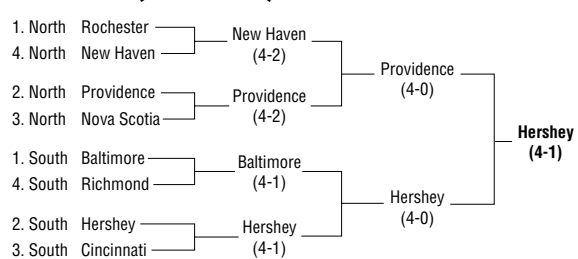 1. North Rochester
4. North New Haven
2. North Providence
3. North Nova Scotia
1. South Baltimore
4. South Richmond
2. South Hershey
3. South Cincinnati
New Haven
(4-2)
Providence
(4-2)
Baltimore
(4-1)
Hershey
(4-1)
Providence
(4-0)
Hershey
(4-0)
Hershey
(4-1)